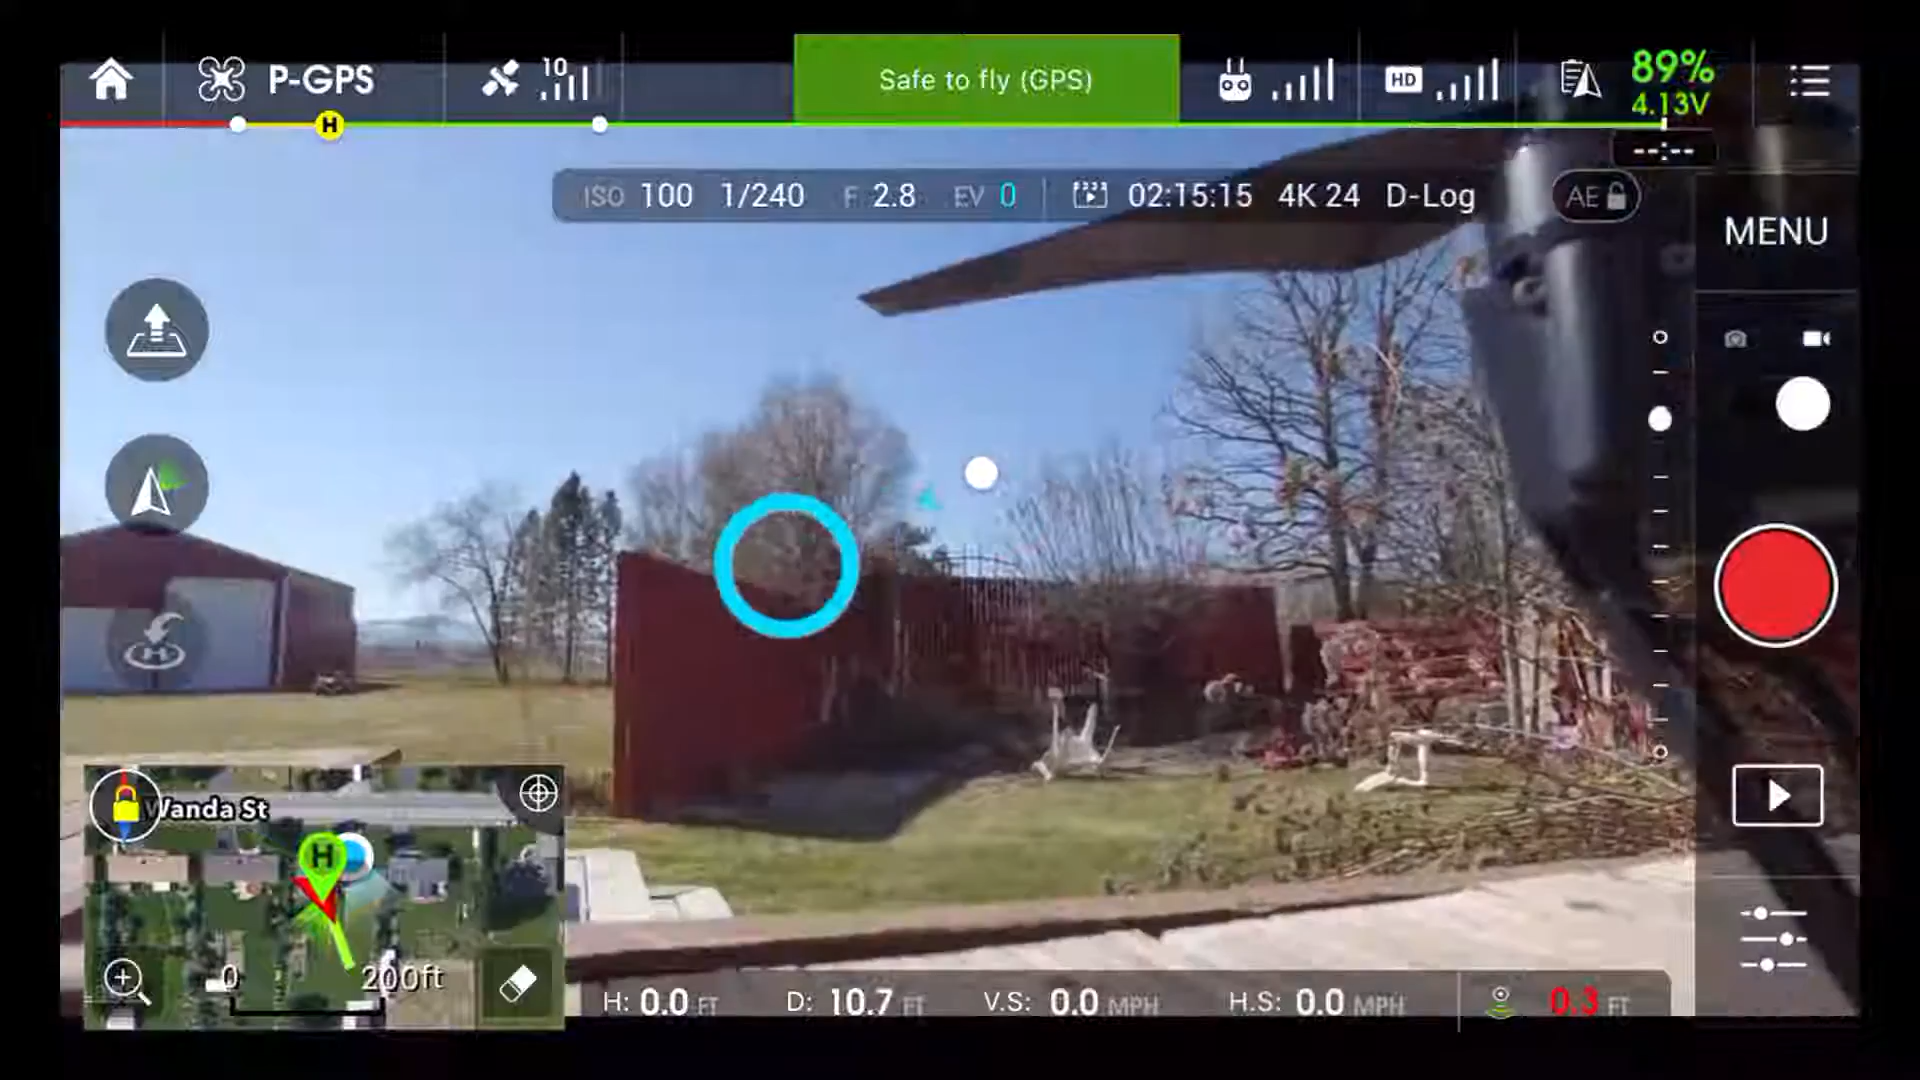 P-GPS
10
Safe to fly (GPS)
HD
89%
4.13V
H
--:--
ISO 100 1/240 F 2.8 EV 0 02:15:15 4K 24 D-Log
AE
MENU
H
Wanda St
H
0 200ft
H: 0.0 FT D: 10.7 FT V.S: 0.0 MPH H.S: 0.0 MPH 0.3 FT